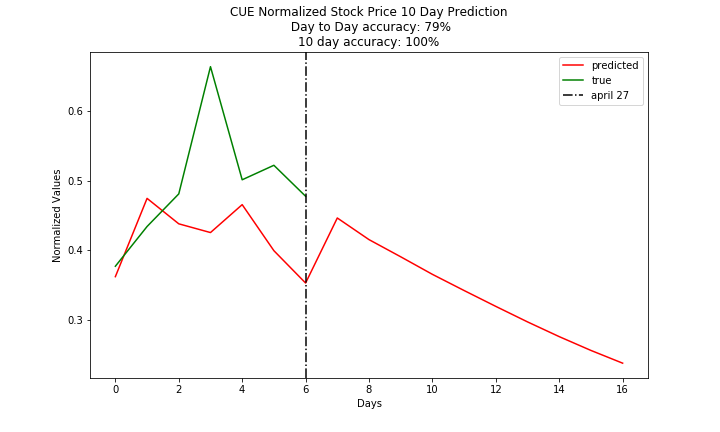 CUE Normalized Stock Price 10 Day Prediction
Day to Day accuracy: 79%
10 day accuracy: 100%
predicted
true
april 27
Normalized Values
0.6
0.5
0.4
0.3
0 2 4 6 8 10 12 14 16
Days